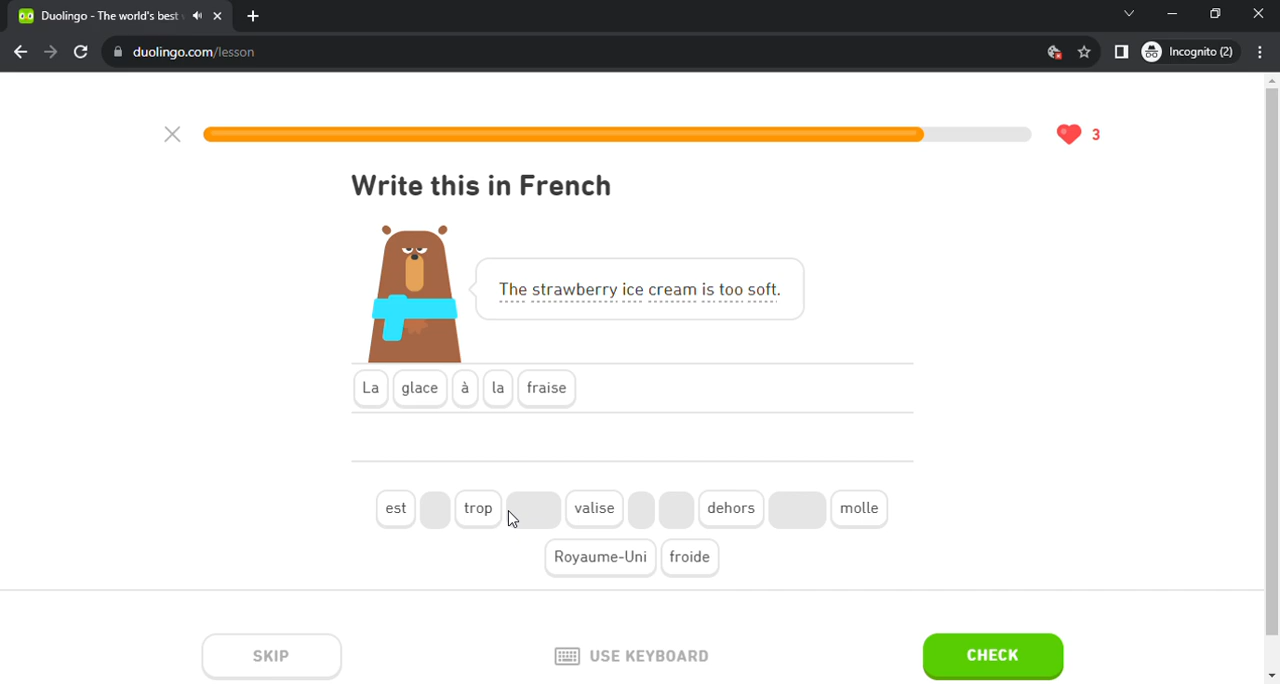 Duolingo - The world's best
duolingo.com/lesson
Incognito (2)
3
Write this in French
The strawberry ice cream is too soft.
La glace à la fraise
est trop valise dehors molle
Royaume-Uni froide
SKIP USE KEYBOARD CHECK